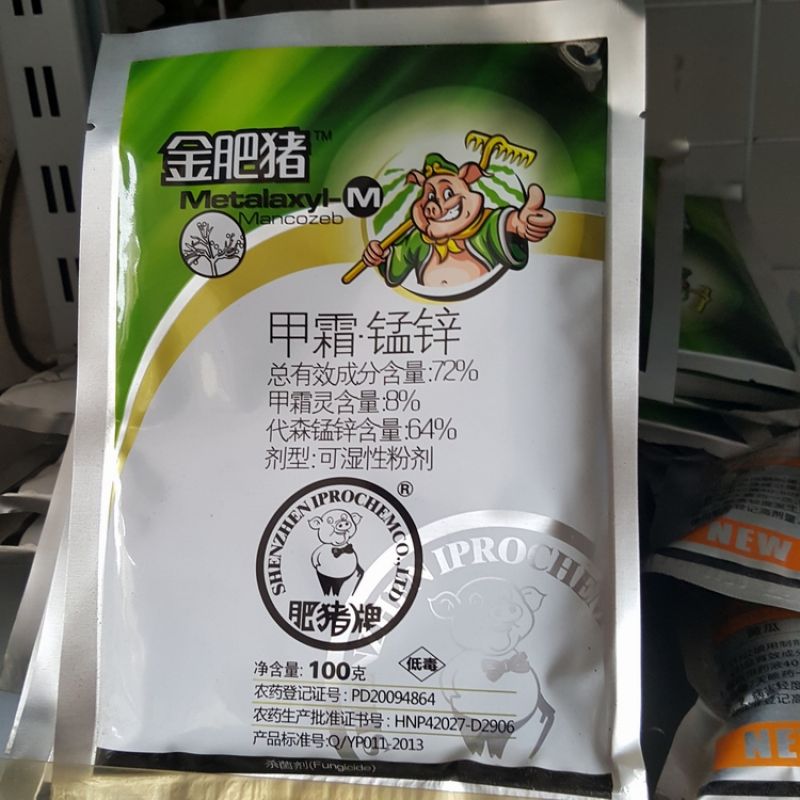 金肥猪™
Metalaxyl-M
Mancozeb
甲霜·锰锌
总有效成分含量:72%
甲霜灵含量:8%
代森锰锌含量:64%
剂型:可湿性粉剂
SHENZHEN IPROCHEM CO., LTD
®
肥猪牌
IPROCHEM
净含量: 100克
低毒
农药登记证号: PD20094864
农药生产批准证书号: HNP42027-D2906
产品标准号:Q/YP011-2013
杀菌剂(Fungicide)
NEW
NE